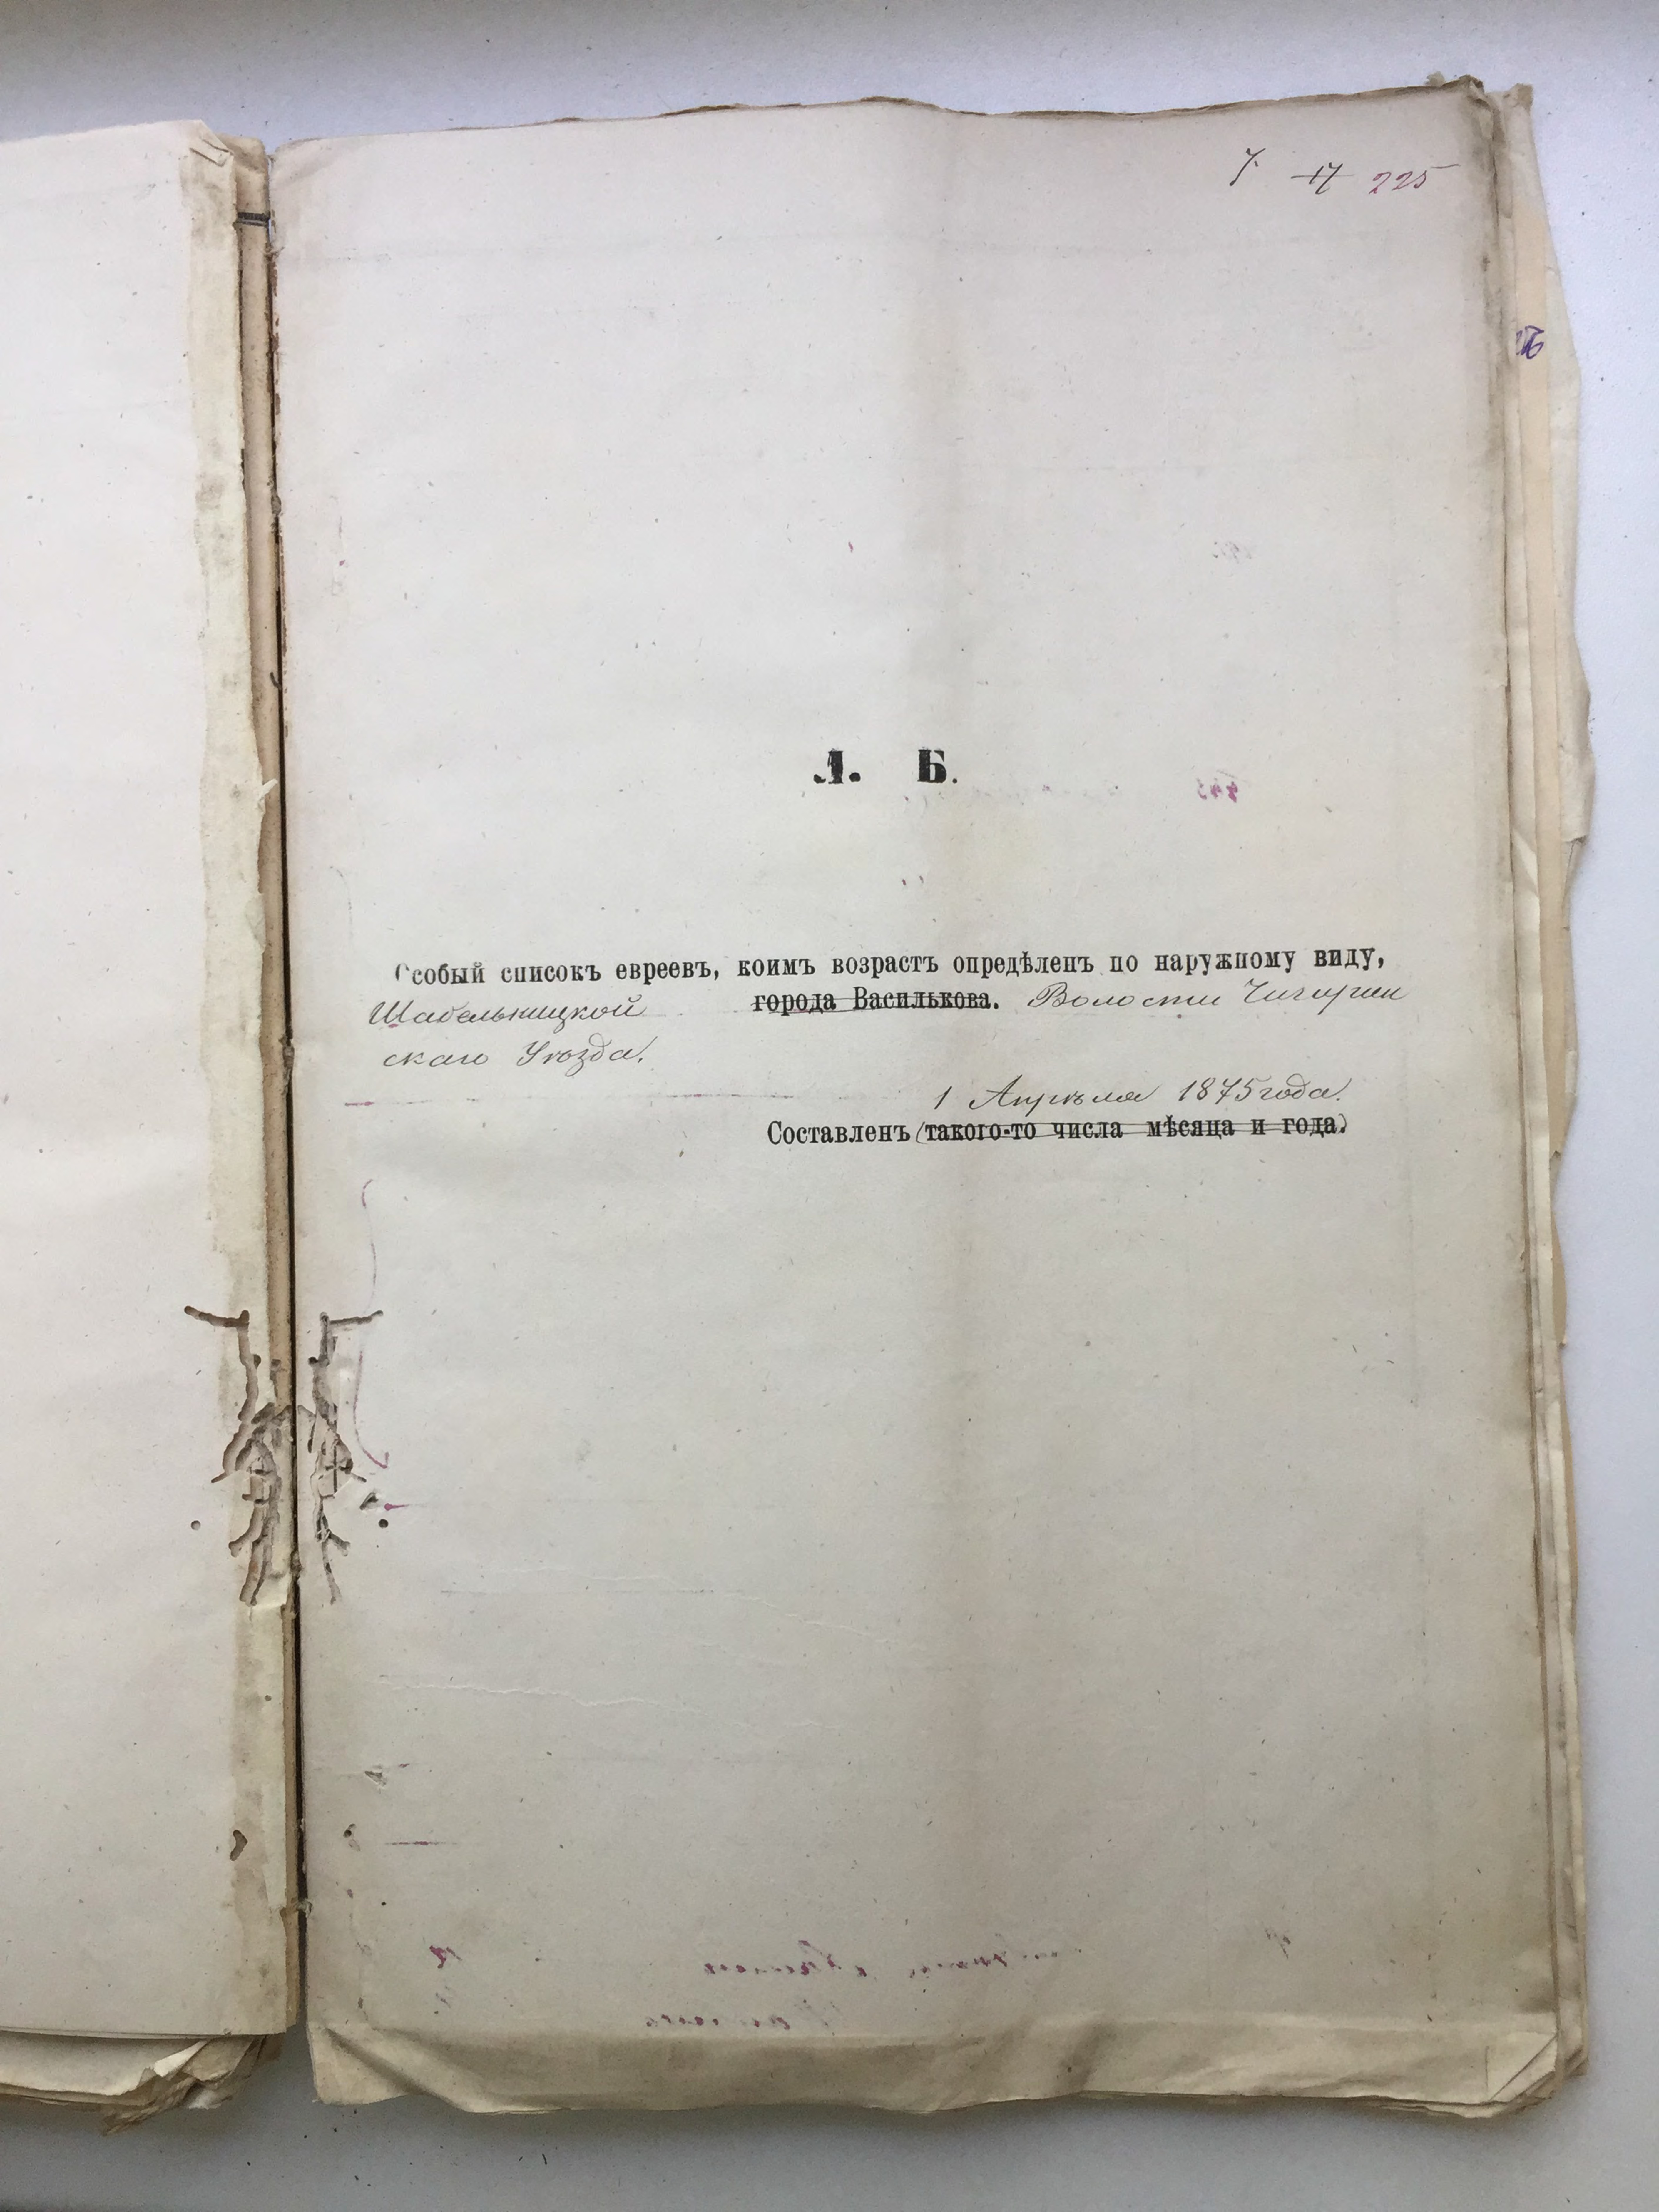 7. 17 225
Л. Б.
Особый списокъ евреевъ, коимъ возрастъ опредѣленъ по наружному виду,
Шабельницкой города Василькова. Волости Чигирин
скаго Уѣзда.
1 Апрѣля 1875 года.
Составленъ (такого-то числа мѣсяца и года.)